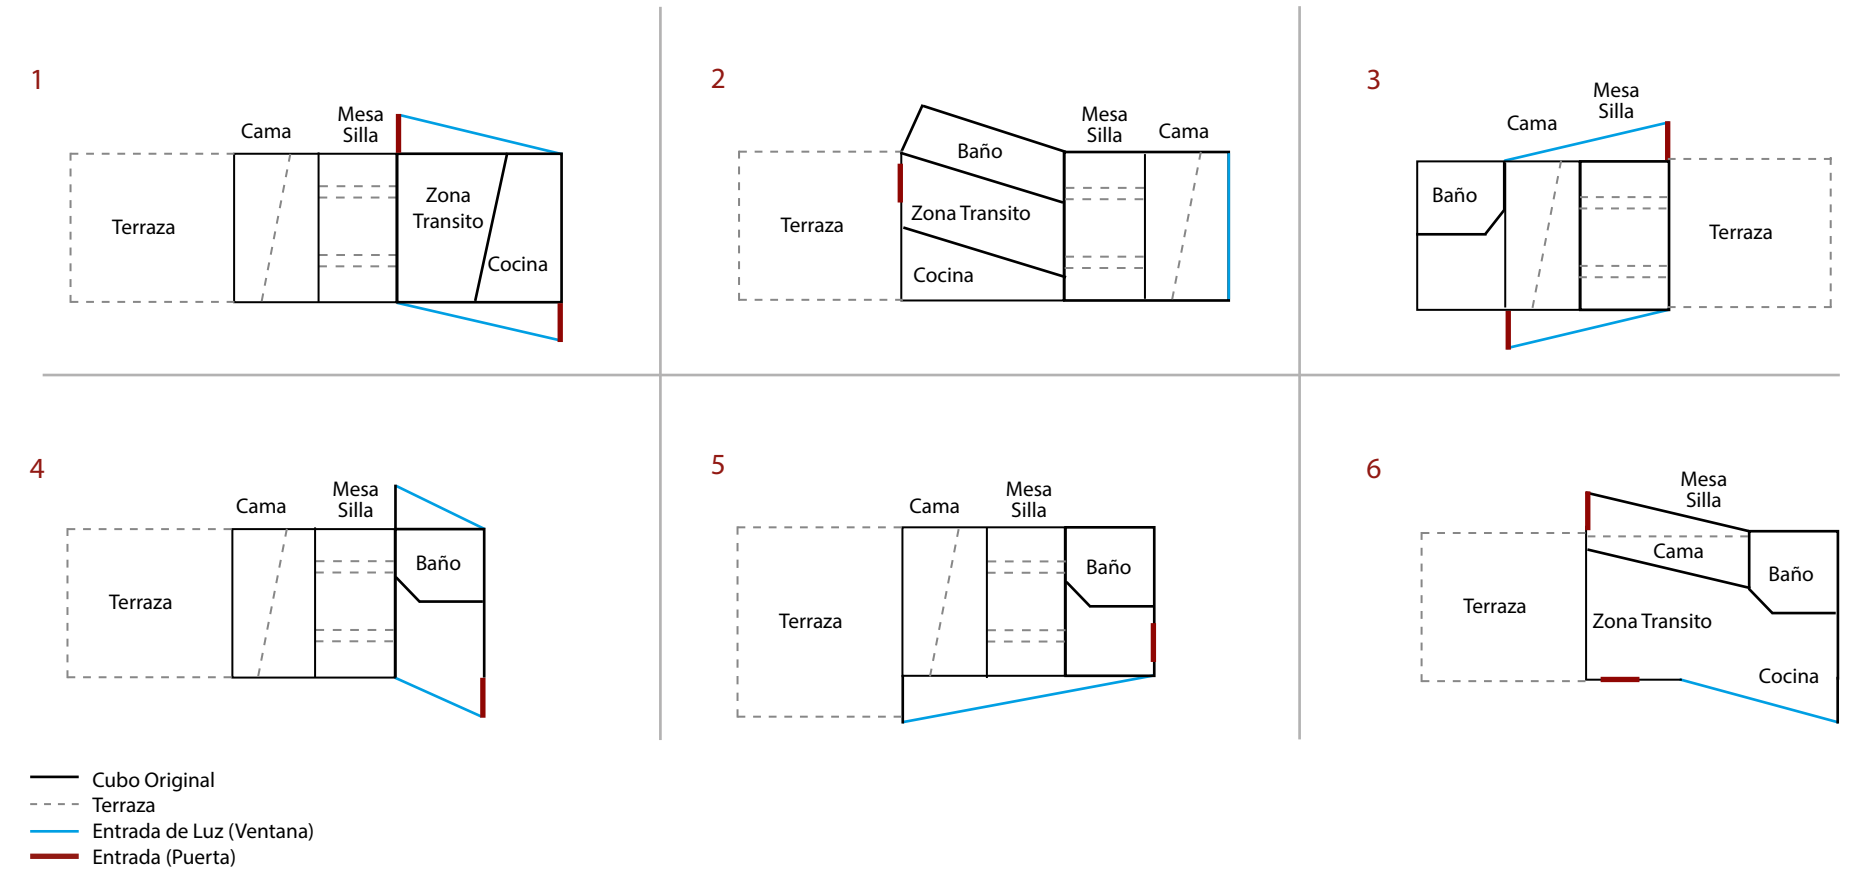 1
Cama
Mesa
Silla
Terraza
Zona
Transito
Cocina
2
Baño
Mesa
Silla
Cama
Terraza
Zona Transito
Cocina
3
Mesa
Silla
Cama
Baño
Terraza
4
Cama
Mesa
Silla
Baño
Terraza
5
Cama
Mesa
Silla
Baño
Terraza
6
Mesa
Silla
Cama
Baño
Terraza
Zona Transito
Cocina
Cubo Original
Terraza
Entrada de Luz (Ventana)
Entrada (Puerta)